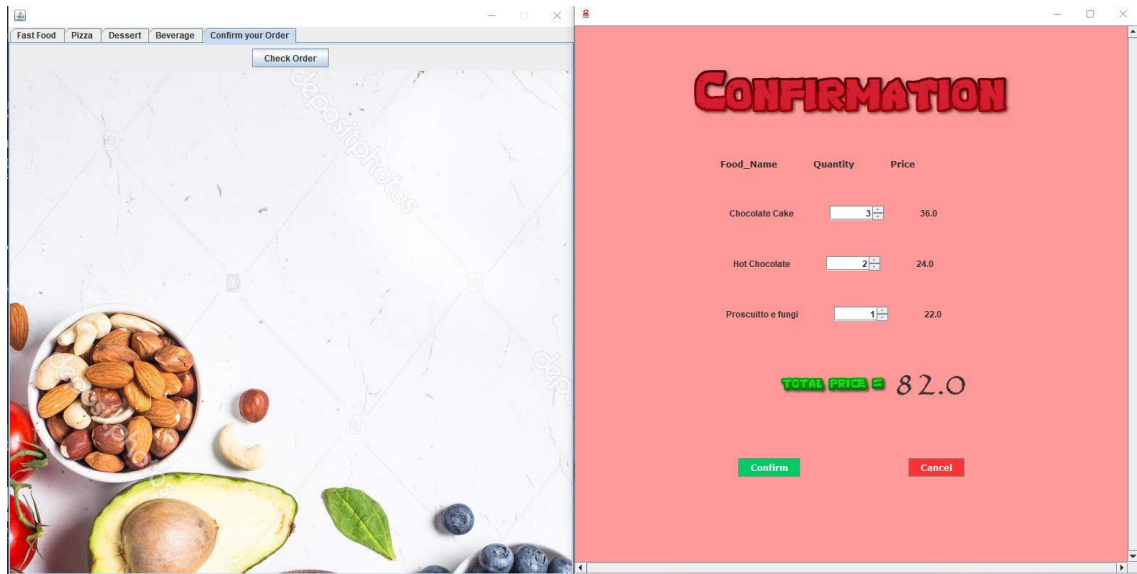 Fast Food Pizza Dessert Beverage Confirm your Order
Check Order
depositphotos
CONFIRMATION
Food_Name Quantity Price
Chocolate Cake 3 36.0
Hot Chocolate 2 24.0
Proscuitto e fungi 1 22.0
TOTAL PRICE = 82.0
Confirm Cancel